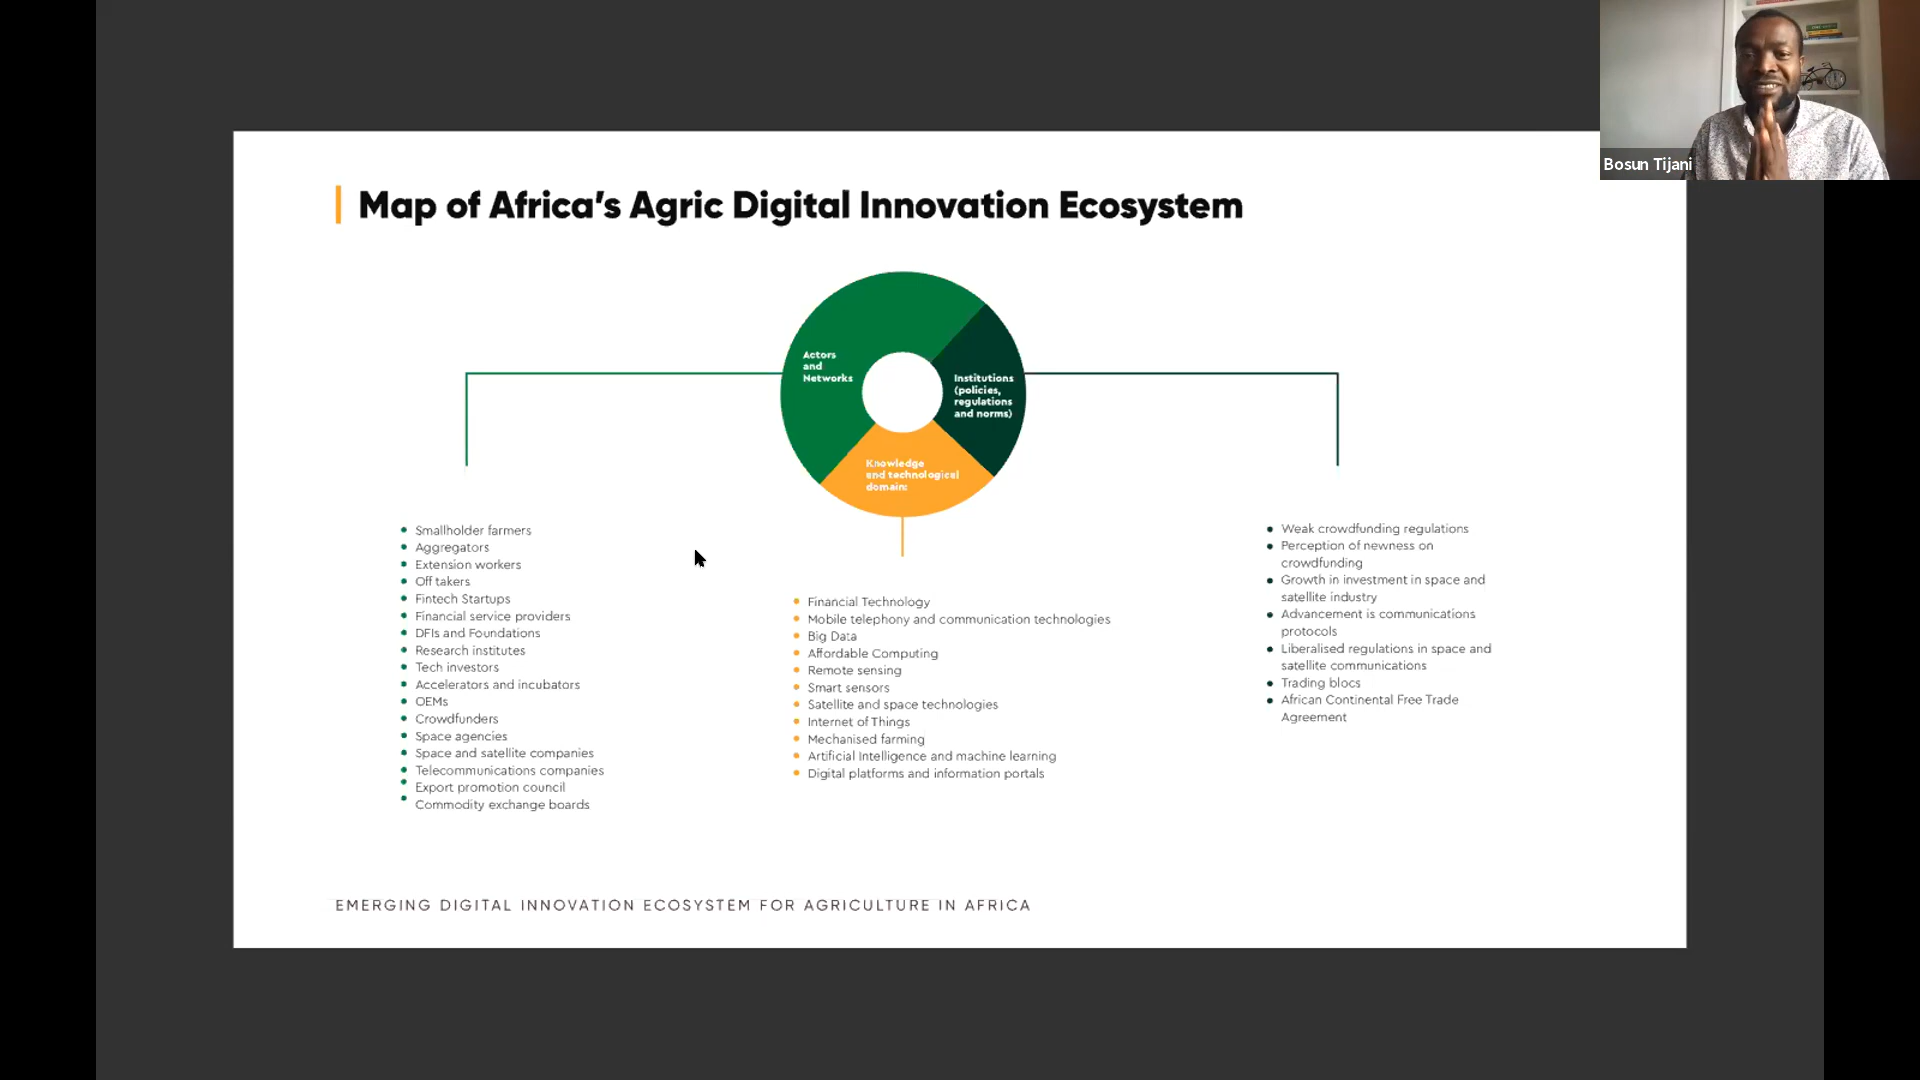 Bosun Tijani
Map of Africa's Agric Digital Innovation Ecosystem
Actors
and
Networks
Institutions
(policies,
regulations
and norms)
Knowledge
and technological
domain:
Smallholder farmers
Aggregators
Extension workers
Off takers
Fintech Startups
Financial service providers
DFIs and Foundations
Research institutes
Tech investors
Accelerators and incubators
OEMs
Crowdfunders
Space agencies
Space and satellite companies
Telecommunications companies
Export promotion council
Commodity exchange boards
Financial Technology
Mobile telephony and communication technologies
Big Data
Affordable Computing
Remote sensing
Smart sensors
Satellite and space technologies
Internet of Things
Mechanised farming
Artificial Intelligence and machine learning
Digital platforms and information portals
Weak crowdfunding regulations
Perception of newness on
crowdfunding
Growth in investment in space and
satellite industry
Advancement is communications
protocols
Liberalised regulations in space and
satellite communications
Trading blocs
African Continental Free Trade
Agreement
EMERGING DIGITAL INNOVATION ECOSYSTEM FOR AGRICULTURE IN AFRICA